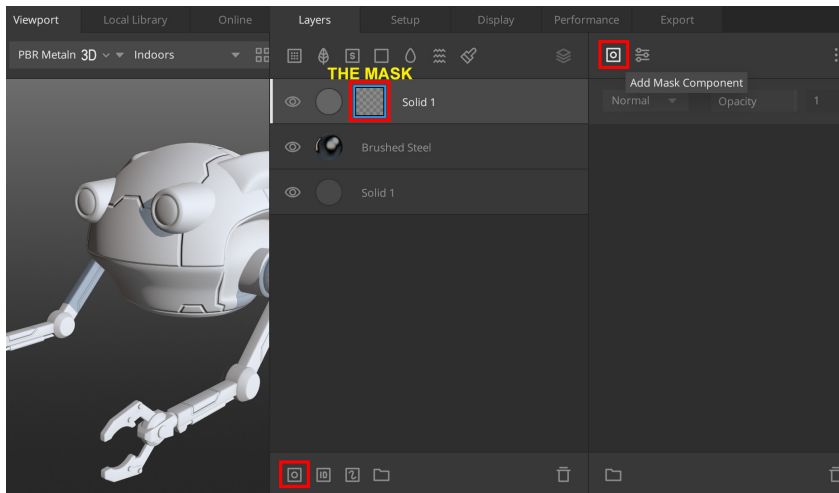 Viewport Local Library Online Layers Setup Display Performance Export
PBR Metaln 3D Indoors
THE MASK
Add Mask Component
Solid 1
Normal Opacity 1
Brushed Steel
Solid 1